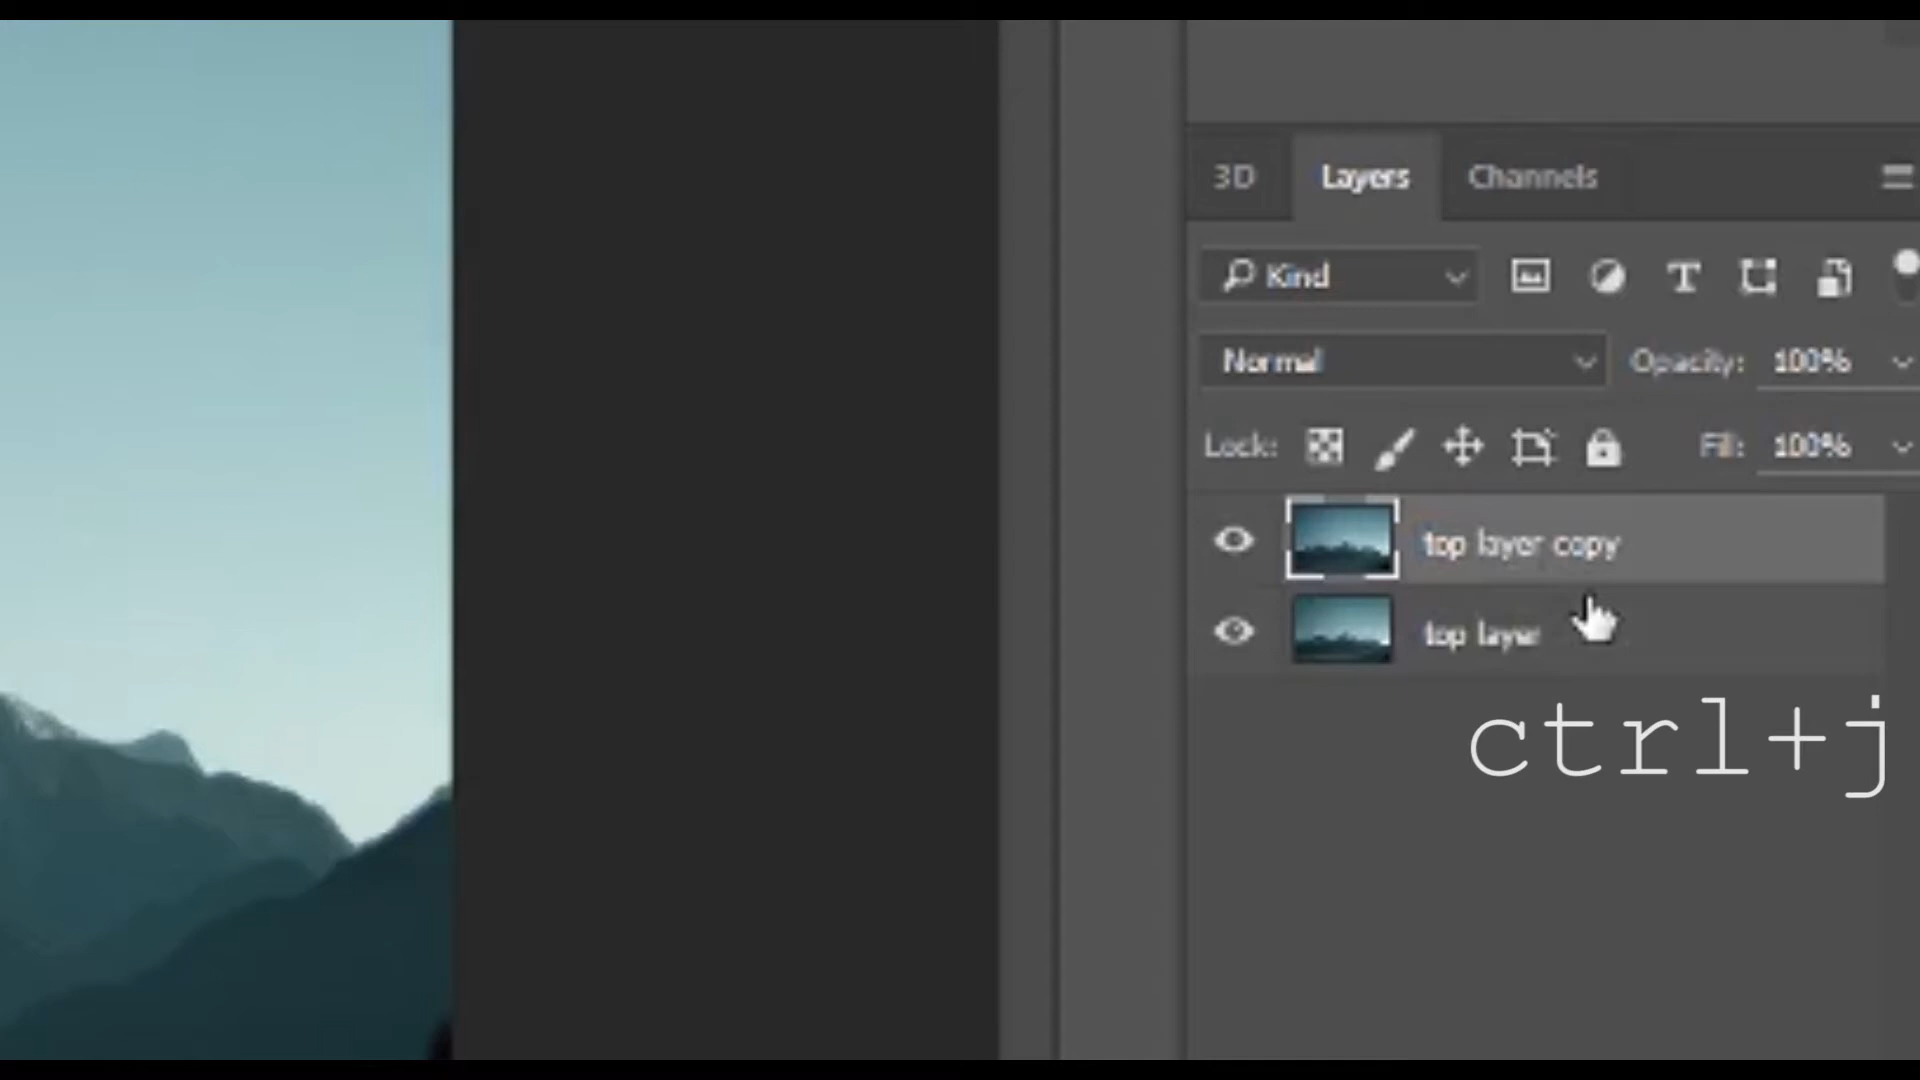 3D Layers Channels
Kind
Normal Opacity: 100%
Lock: Fill: 100%
top layer copy
top layer
ctrl+j